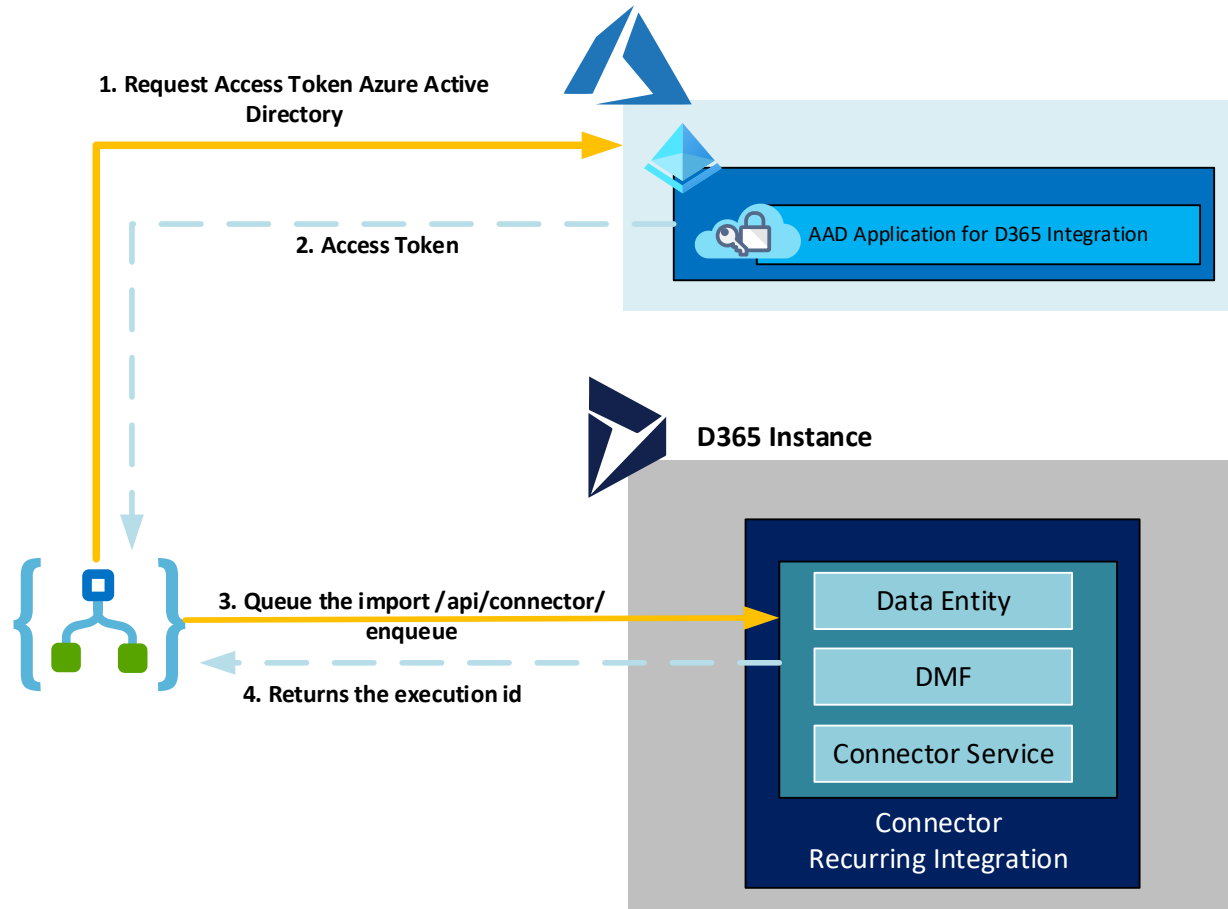 1. Request Access Token Azure Active
Directory
2. Access Token
AAD Application for D365 Integration
D365 Instance
3. Queue the import /api/connector/
enqueue
4. Returns the execution id
Data Entity
DMF
Connector Service
Connector
Recurring Integration